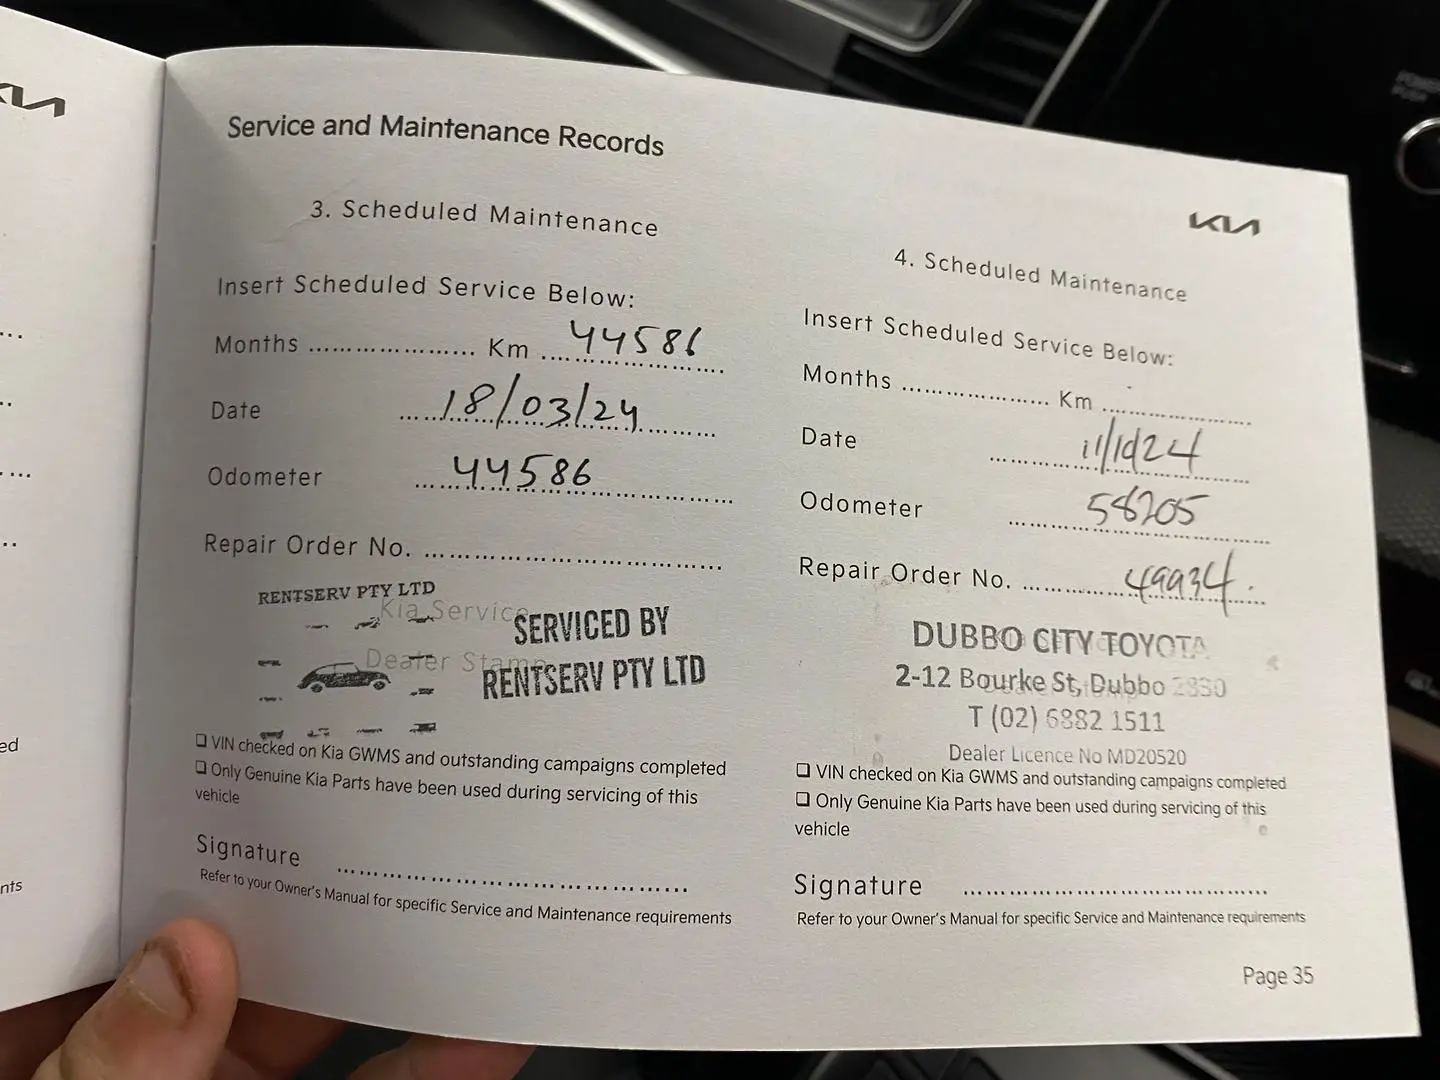 KIA
Service and Maintenance Records
3. Scheduled Maintenance
Insert Scheduled Service Below:
Months ........................ Km 44586
Date 18/03/24
Odometer 44586
Repair Order No. ........................................
RENTSERV PTY LTD
Kia Service
Dealer Stamp
SERVICED BY
RENTSERV PTY LTD
❑ VIN checked on Kia GWMS and outstanding campaigns completed
❑ Only Genuine Kia Parts have been used during servicing of this
vehicle
Signature ................................................
Refer to your Owner's Manual for specific Service and Maintenance requirements
KIA
4. Scheduled Maintenance
Insert Scheduled Service Below:
Months ........................ Km ........................
Date
Odometer
Repair Order No. 49934.
DUBBO CITY TOYOTA
2-12 Bourke St, Dubbo 2830
T (02) 6882 1511
Dealer Licence No MD20520
❑ VIN checked on Kia GWMS and outstanding campaigns completed
❑ Only Genuine Kia Parts have been used during servicing of this
vehicle
Signature ................................................
Refer to your Owner's Manual for specific Service and Maintenance requirements
Page 35
ed
nts